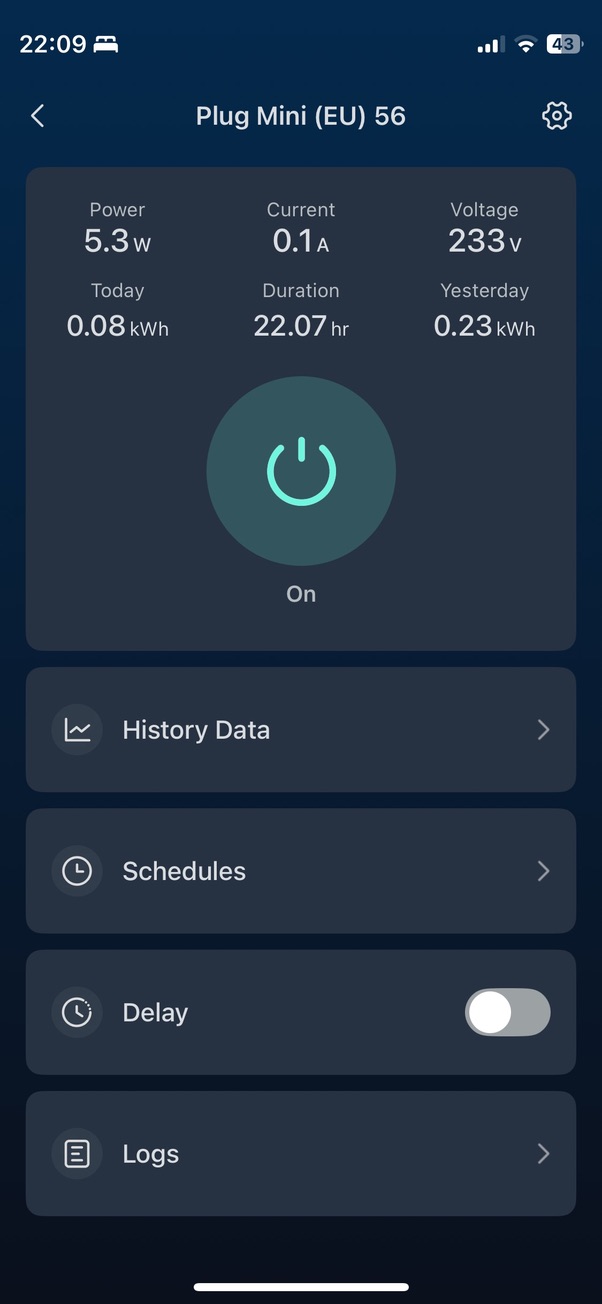 22:09
43
Plug Mini (EU) 56
Power Current Voltage
5.3 W 0.1 A 233 V
Today Duration Yesterday
0.08 kWh 22.07 hr 0.23 kWh
On
History Data
Schedules
Delay
Logs